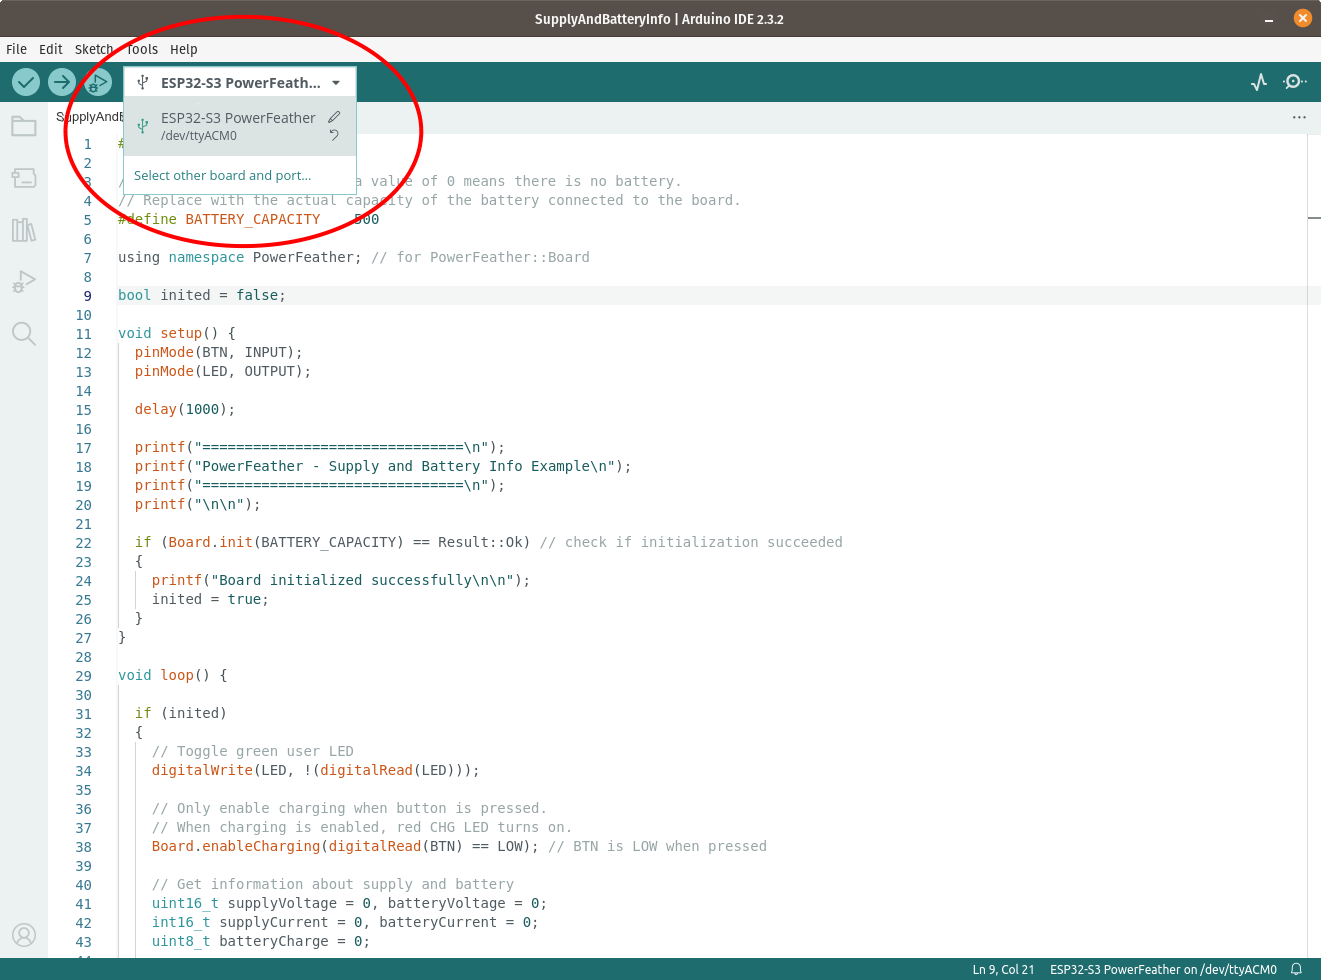 SupplyAndBatteryInfo | Arduino IDE 2.3.2
File Edit Sketch Tools Help
ESP32-S3 PowerFeath...
ESP32-S3 PowerFeather
/dev/ttyACM0
Select other board and port...
1 #
2
3 // a value of 0 means there is no battery.
4 // Replace with the actual capacity of the battery connected to the board.
5 #define BATTERY_CAPACITY 500
6
7 using namespace PowerFeather; // for PowerFeather::Board
8
9 bool inited = false;
10
11 void setup() {
12 pinMode(BTN, INPUT);
13 pinMode(LED, OUTPUT);
14
15 delay(1000);
16
17 printf("===============================\n");
18 printf("PowerFeather - Supply and Battery Info Example\n");
19 printf("===============================\n");
20 printf("\n\n");
21
22 if (Board.init(BATTERY_CAPACITY) == Result::Ok) // check if initialization succeeded
23 {
24 printf("Board initialized successfully\n\n");
25 inited = true;
26 }
27 }
28
29 void loop() {
30
31 if (inited)
32 {
33 // Toggle green user LED
34 digitalWrite(LED, !(digitalRead(LED)));
35
36 // Only enable charging when button is pressed.
37 // When charging is enabled, red CHG LED turns on.
38 Board.enableCharging(digitalRead(BTN) == LOW); // BTN is LOW when pressed
39
40 // Get information about supply and battery
41 uint16_t supplyVoltage = 0, batteryVoltage = 0;
42 int16_t supplyCurrent = 0, batteryCurrent = 0;
43 uint8_t batteryCharge = 0;
Ln 9, Col 21 ESP32-S3 PowerFeather on /dev/ttyACM0